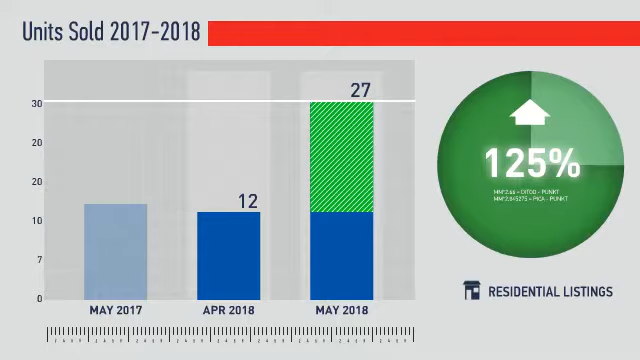 Units Sold 2017-2018
27
30
20
125%
20
12
10
7
0
MAY 2017
APR 2018
MAY 2018
RESIDENTIAL LISTINGS